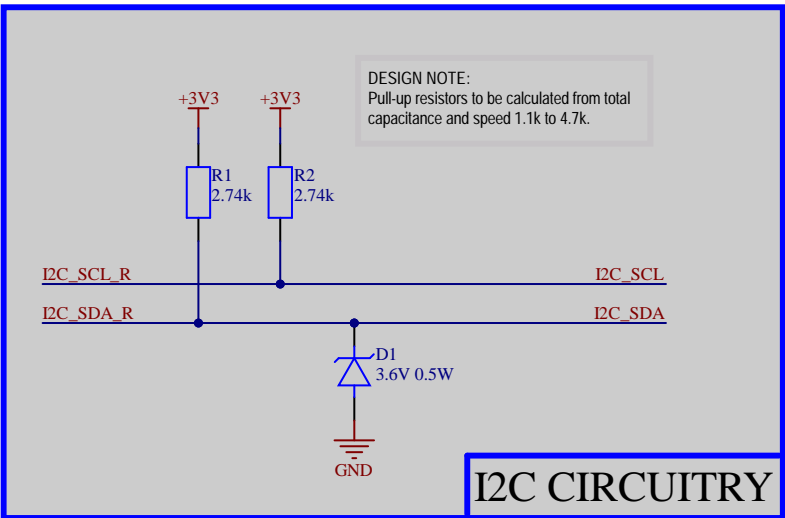 DESIGN NOTE:
Pull-up resistors to be calculated from total
capacitance and speed 1.1k to 4.7k.
+3V3 +3V3
R1 R2
2.74k 2.74k
I2C_SCL_R I2C_SCL
I2C_SDA_R I2C_SDA
D1
3.6V 0.5W
GND
I2C CIRCUITRY